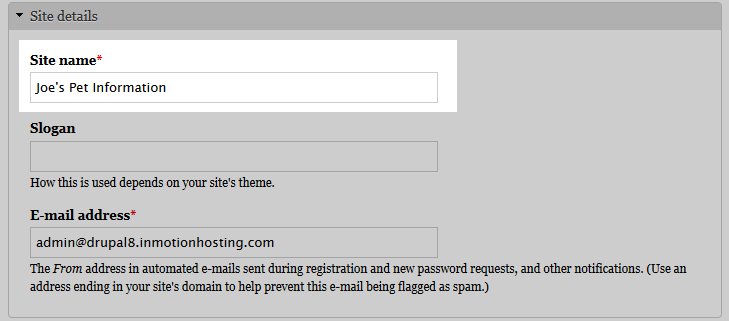 Site details
Site name*
Joe's Pet Information
Slogan
How this is used depends on your site's theme.
E-mail address*
admin@drupal8.inmotionhosting.com
The From address in automated e-mails sent during registration and new password requests, and other notifications. (Use an
address ending in your site's domain to help prevent this e-mail being flagged as spam.)